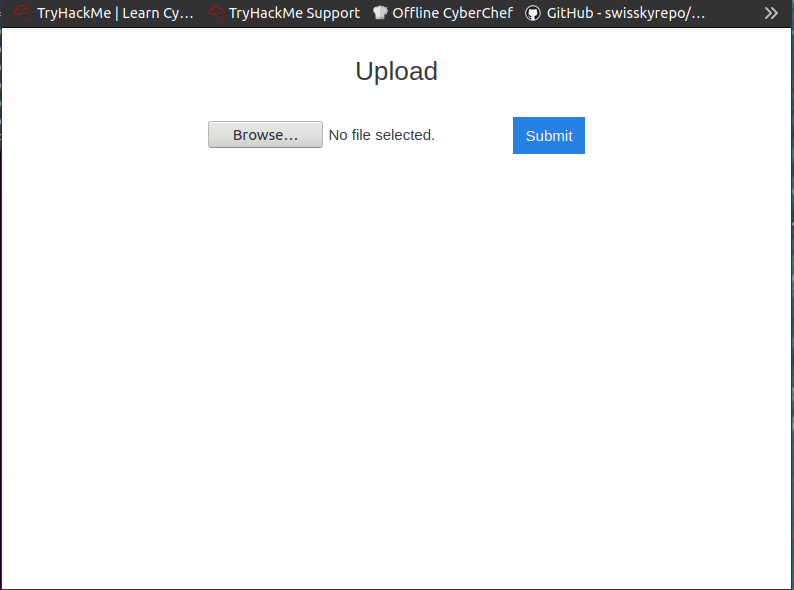 TryHackMe | Learn Cy… TryHackMe Support Offline CyberChef GitHub - swisskyrepo/…
Upload
Browse… No file selected. Submit